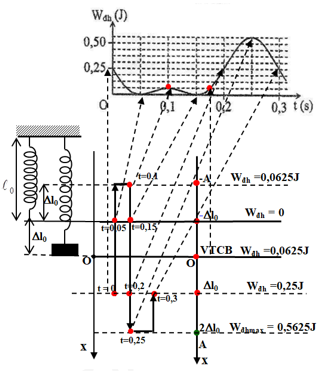 W_dh (J)
0,50
0,25
O
0,1
0,2
0,3
t (s)
ℓ0
Δl0
Δl0
t=0,1
-A
W_dh =0,0625J
t=0,05
t=0,15
Δl0
W_dh = 0
O
VTCB
W_dh =0,0625J
O
t=0
t=0,2
t=0,3
Δl0
W_dh =0,25J
t=0,25
2Δl0
W_dhmax = 0,5625J
A
x
x